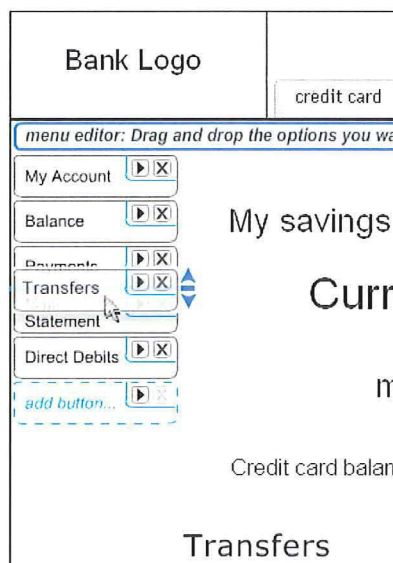 Bank Logo
credit card
menu editor: Drag and drop the options you wa
My Account
Balance
My savings
Payments
Transfers
Curr
Statement
Direct Debits
add button...
m
Credit card balan
Transfers